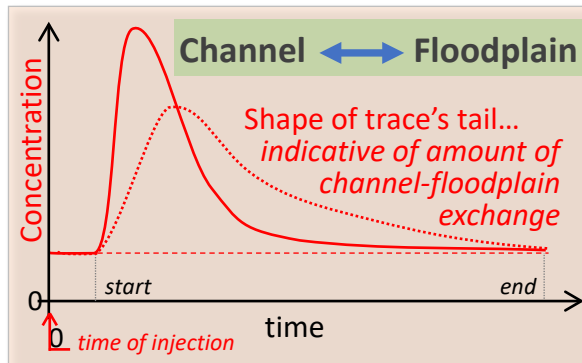 Channel Floodplain
Concentration
Shape of trace's tail…
indicative of amount of
channel-floodplain
exchange
start
end
0
0
time
time of injection